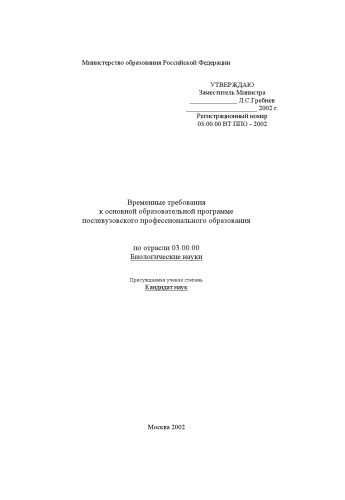 Министерство образования Российской Федерации
УТВЕРЖДАЮ
Заместитель Министра
_______________ Л.С.Гребнев
______________________ 2002 г.
Регистрационный номер
03.00.00 ВТ ППО - 2002
Временные требования
к основной образовательной программе
послевузовского профессионального образования
по отрасли 03.00.00
Биологические науки
Присуждаемая ученая степень
Кандидат наук
Москва 2002